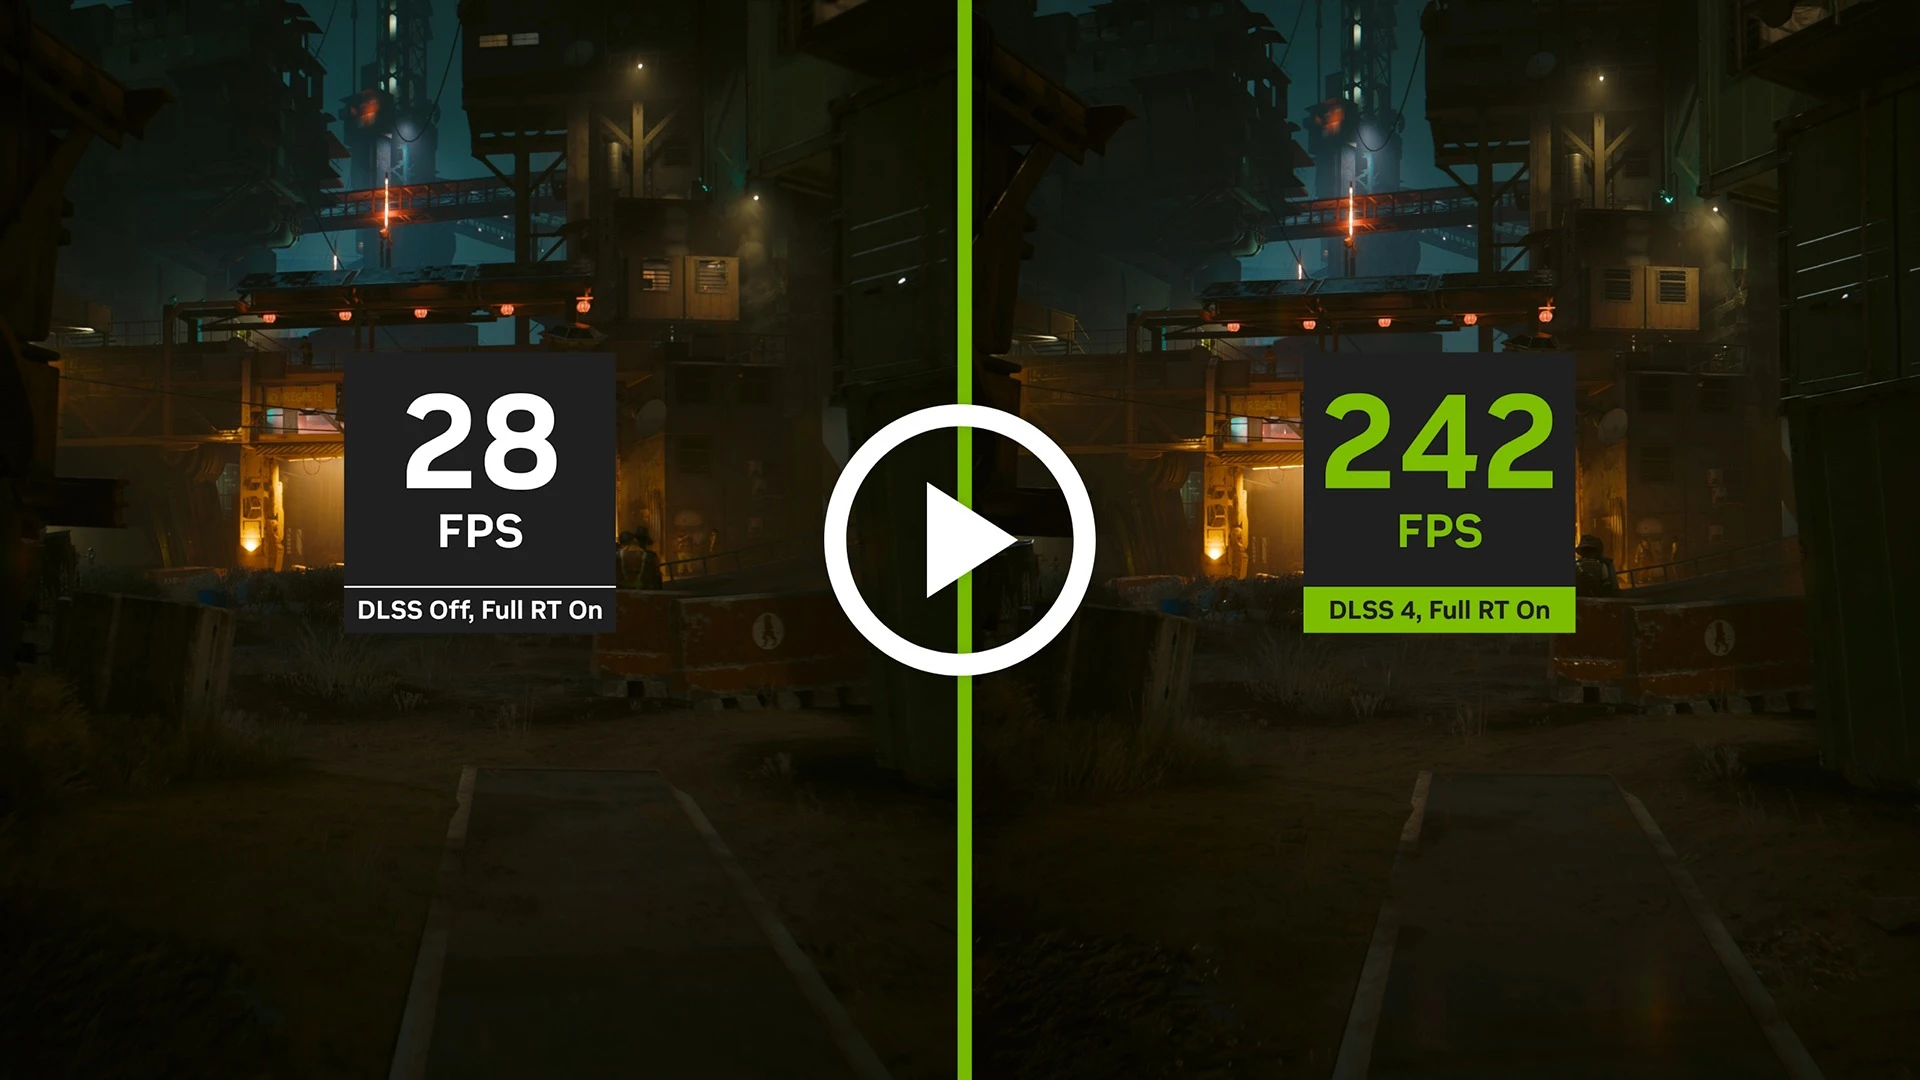 28
FPS
DLSS Off, Full RT On
242
FPS
DLSS 4, Full RT On